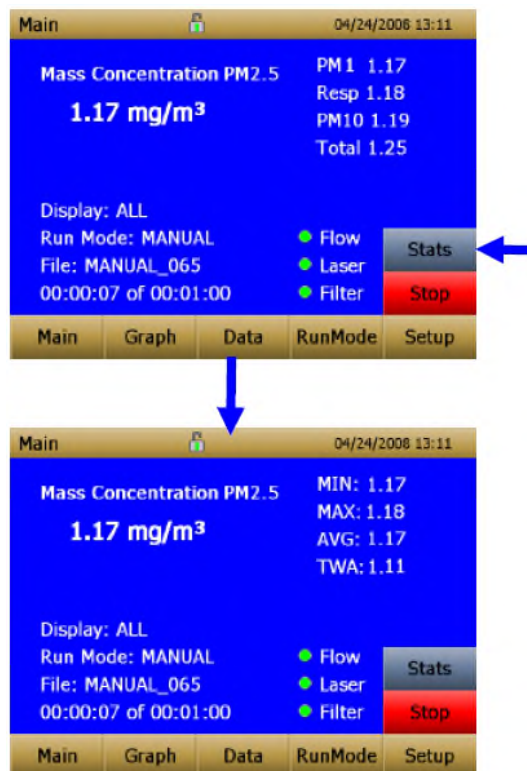 Main 04/24/2008 13:11
Mass Concentration PM2.5
1.17 mg/m³
PM1 1.17
Resp 1.18
PM10 1.19
Total 1.25
Display: ALL
Run Mode: MANUAL
File: MANUAL_065
00:00:07 of 00:01:00
Flow
Laser
Filter
Stats
Stop
Main Graph Data RunMode Setup
Main 04/24/2008 13:11
Mass Concentration PM2.5
1.17 mg/m³
MIN: 1.17
MAX: 1.18
AVG: 1.17
TWA: 1.11
Display: ALL
Run Mode: MANUAL
File: MANUAL_065
00:00:07 of 00:01:00
Flow
Laser
Filter
Stats
Stop
Main Graph Data RunMode Setup